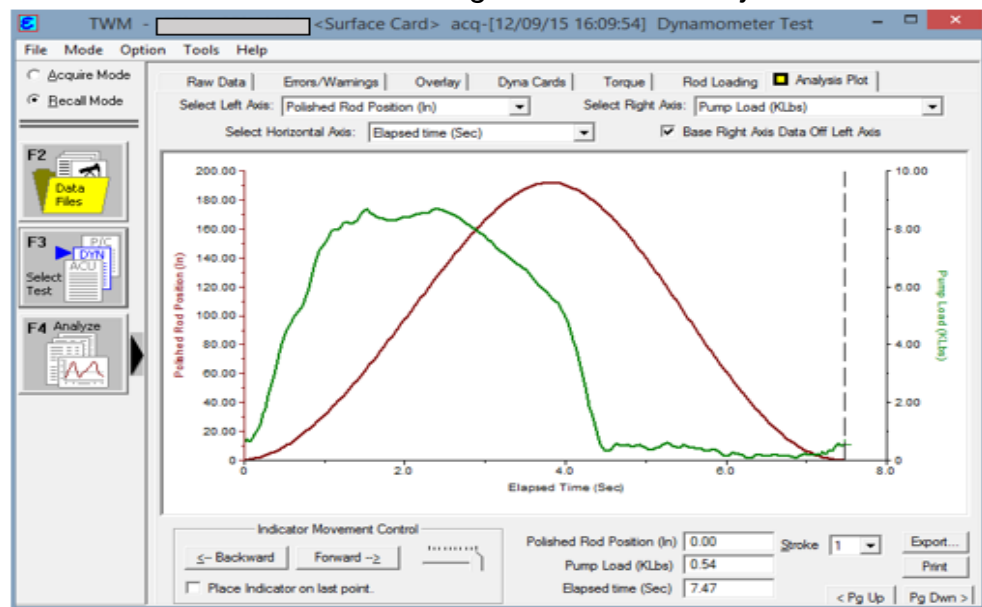 TWM - <Surface Card> acq-[12/09/15 16:09:54] Dynamometer Test
File Mode Option Tools Help
Acquire Mode
Recall Mode
F2
Data
Files
F3
P/C
DYN
ACU
Select
Test
F4 Analyze
Raw Data Errors/Warnings Overlay Dyna Cards Torque Rod Loading Analysis Plot
Select Left Axis: Polished Rod Position (In) Select Right Axis: Pump Load (KLbs)
Select Horizontal Axis: Elapsed time (Sec) Base Right Axis Data Off Left Axis
200.00
180.00
160.00
140.00
120.00
100.00
80.00
60.00
40.00
20.00
0
Polished Rod Position (In)
10.00
8.00
6.00
4.00
2.00
0
Pump Load (KLbs)
0 2.0 4.0 6.0 8.0
Elapsed Time (Sec)
Indicator Movement Control
<-- Backward Forward -->
Place Indicator on last point.
Polished Rod Position (In) 0.00
Pump Load (KLbs) 0.54
Elapsed time (Sec) 7.47
Stroke 1
Export...
Print
< Pg Up Pg Dwn >